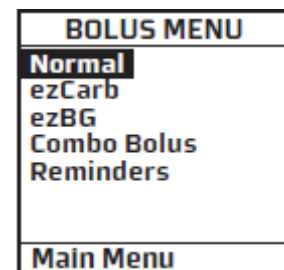 BOLUS MENU
Normal
ezCarb
ezBG
Combo Bolus
Reminders
Main Menu